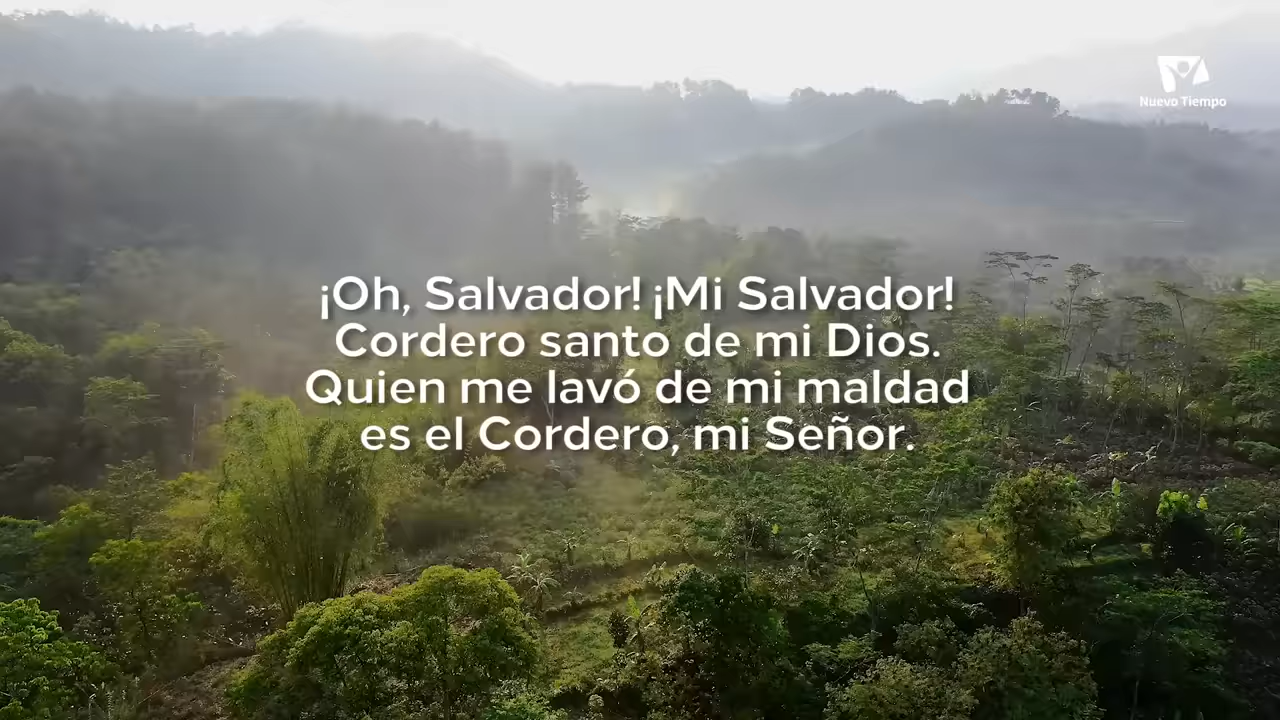 Nuevo Tiempo
¡Oh, Salvador! ¡Mi Salvador!
Cordero santo de mi Dios.
Quien me lavó de mi maldad
es el Cordero, mi Señor.